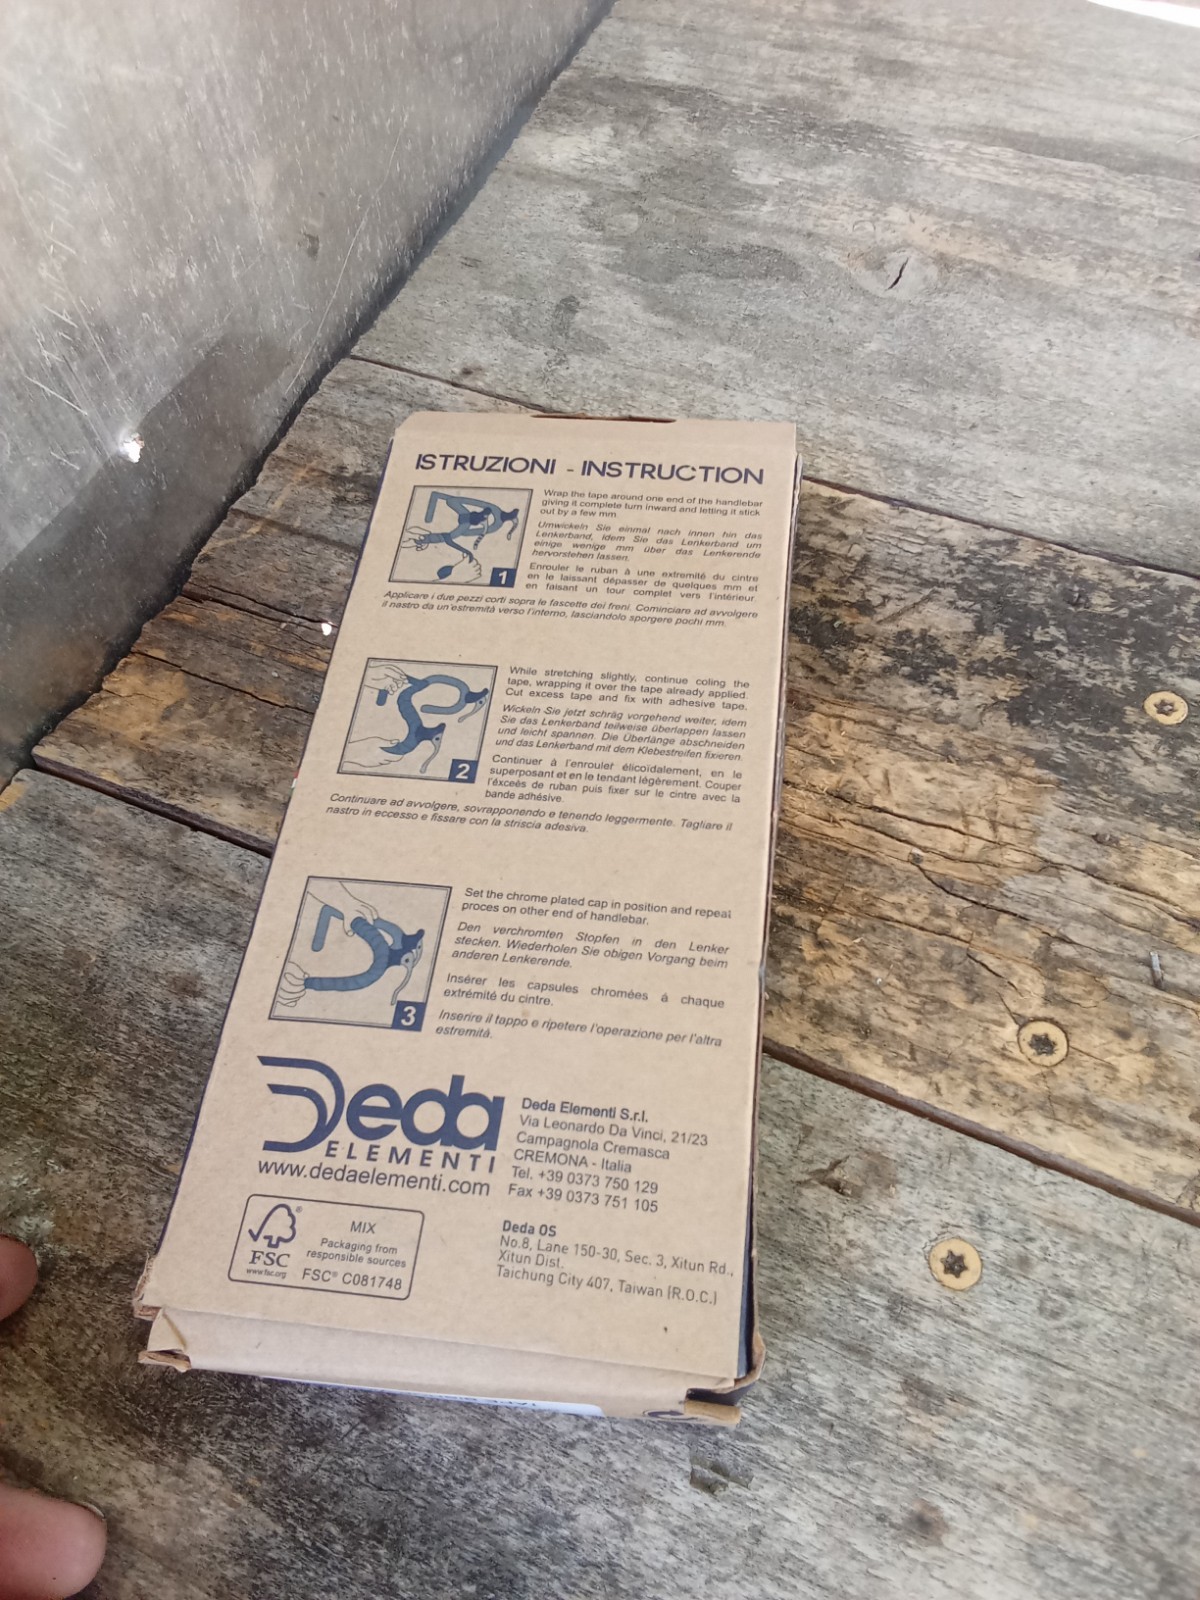 ISTRUZIONI - INSTRUCTION
Wrap the tape around one end of the handlebar
giving it complete turn inward and letting it stick
out by a few mm.
Umwickeln Sie einmal nach innen hin das
Lenkerband, idem Sie das Lenkerband um
einige wenige mm über das Lenkerende
hervorstehen lassen.
Enrouler le ruban à une extremité du cintre
en le laissant dépasser de quelques mm et
en faisant un tour complet vers l'intérieur.
1
Applicare i due pezzi corti sopra le fascette dei freni. Cominciare ad avvolgere
il nastro da un'estremità verso l'interno, lasciandolo sporgere pochi mm.
While stretching slightly, continue coling the
tape, wrapping it over the tape already applied.
Cut excess tape and fix with adhesive tape.
Wickeln Sie jetzt schräg vorgehend weiter, idem
Sie das Lenkerband teilweise überlappen lassen
und leicht spannen. Die Überlänge abschneiden
und das Lenkerband mit dem Klebestreifen fixieren.
Continuer à l'enroulet élicoïdalement, en le
superposant et en le tendant légèrement. Couper
l'éxceès de ruban puis fixer sur le cintre avec la
bande adhésive.
2
Continuare ad avvolgere, sovrapponendo e tenendo leggermente. Tagliare il
nastro in eccesso e fissare con la striscia adesiva.
Set the chrome plated cap in position and repeat
proces on other end of handlebar.
Den verchromten Stopfen in den Lenker
stecken. Wiederholen Sie obigen Vorgang beim
anderen Lenkerende.
Insérer les capsules chromées à chaque
extrémité du cintre.
Inserire il tappo e ripetere l'operazione per l'altra
estremità.
3
Deda
ELEMENTI
www.dedaelementi.com
Deda Elementi S.r.l.
Via Leonardo Da Vinci, 21/23
Campagnola Cremasca
CREMONA - Italia
Tel. +39 0373 750 129
Fax +39 0373 751 105
FSC
www.fsc.org
MIX
Packaging from
responsible sources
FSC® C081748
Deda OS
No.8, Lane 150-30, Sec. 3, Xitun Rd.,
Xitun Dist.
Taichung City 407, Taiwan (R.O.C.)